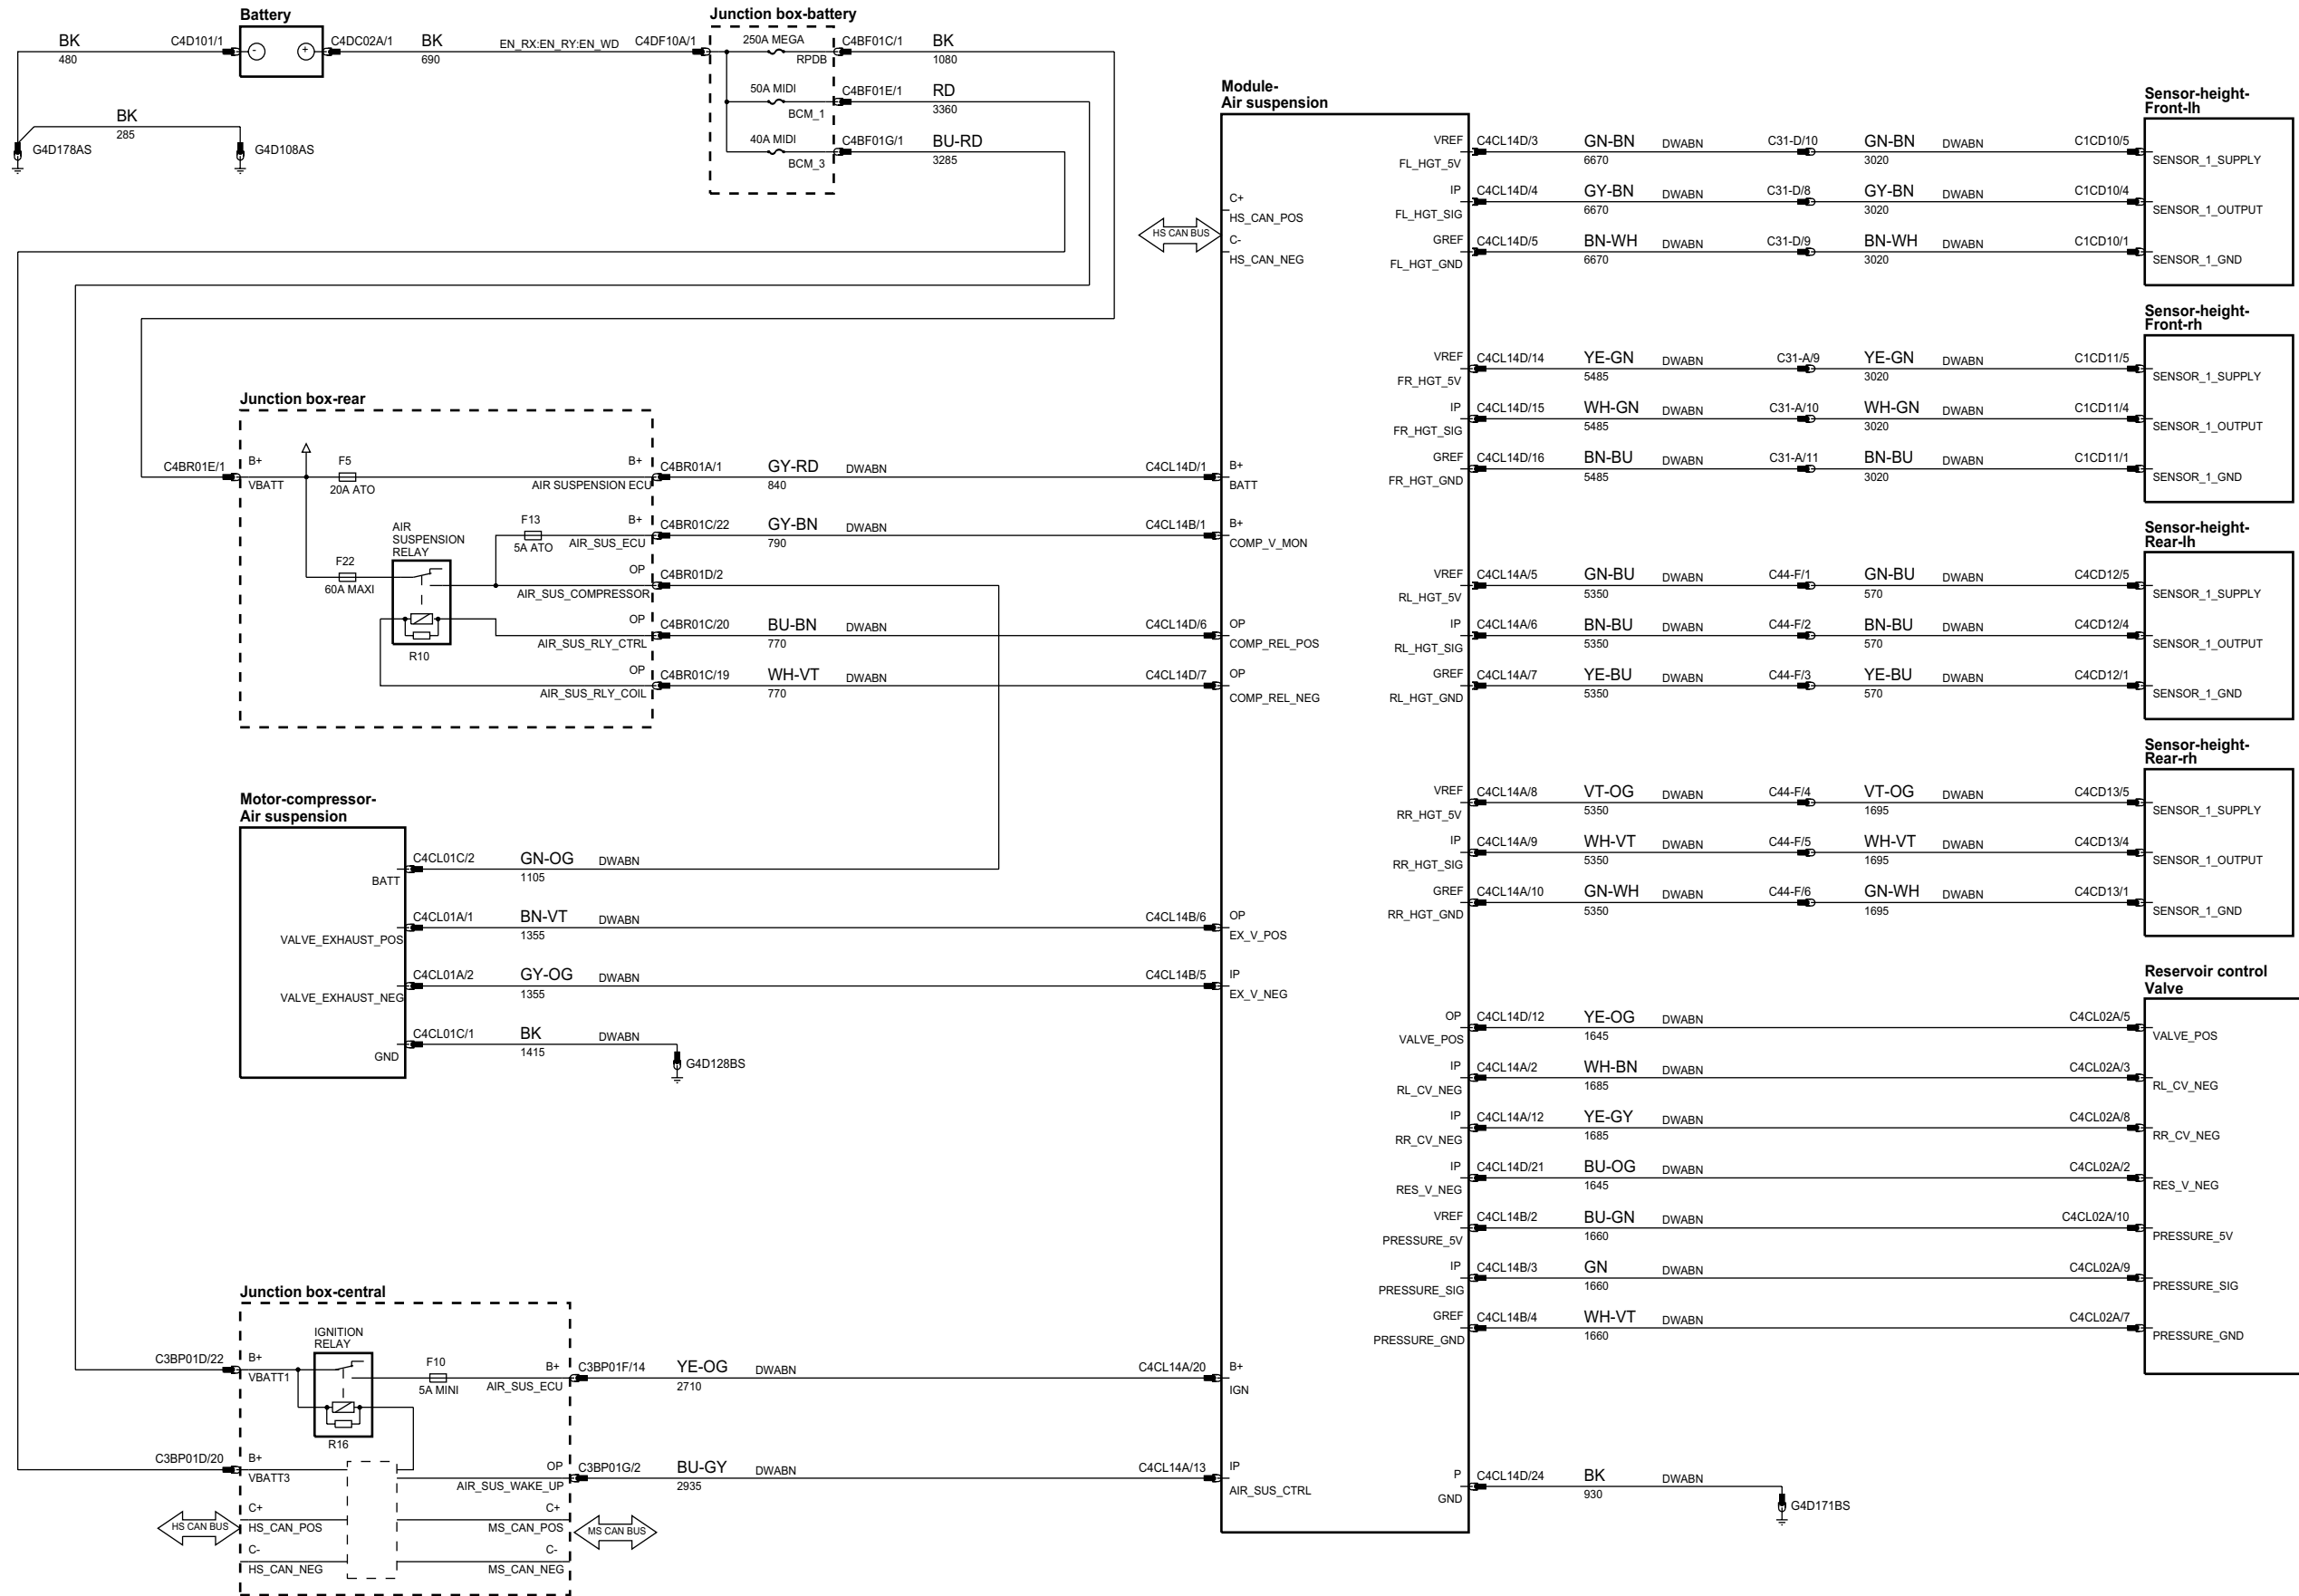 Battery
BK
480
C4D101/1
-
+
C4DC02A/1
BK
690
EN_RX:EN_RY:EN_WD
C4DF10A/1
BK
285
G4D178AS
G4D108AS
Junction box-battery
250A MEGA
RPDB
C4BF01C/1
BK
1080
50A MIDI
BCM_1
C4BF01E/1
RD
3360
40A MIDI
BCM_3
C4BF01G/1
BU-RD
3285
Junction box-rear
C4BR01E/1
B+
VBATT
F5
20A ATO
B+
AIR SUSPENSION ECU
C4BR01A/1
GY-RD
840
DWABN
C4CL14D/1
F13
5A ATO
B+
AIR_SUS_ECU
C4BR01C/22
GY-BN
790
DWABN
C4CL14B/1
AIR
SUSPENSION
RELAY
F22
60A MAXI
R10
OP
AIR_SUS_COMPRESSOR
C4BR01D/2
OP
AIR_SUS_RLY_CTRL
C4BR01C/20
BU-BN
770
DWABN
C4CL14D/6
OP
AIR_SUS_RLY_COIL
C4BR01C/19
WH-VT
770
DWABN
C4CL14D/7
Motor-compressor-
Air suspension
BATT
C4CL01C/2
GN-OG
1105
DWABN
VALVE_EXHAUST_POS
C4CL01A/1
BN-VT
1355
DWABN
C4CL14B/6
VALVE_EXHAUST_NEG
C4CL01A/2
GY-OG
1355
DWABN
C4CL14B/5
GND
C4CL01C/1
BK
1415
DWABN
G4D128BS
Junction box-central
IGNITION
RELAY
C3BP01D/22
B+
VBATT1
F10
5A MINI
B+
AIR_SUS_ECU
C3BP01F/14
YE-OG
2710
DWABN
C4CL14A/20
R16
C3BP01D/20
B+
VBATT3
OP
AIR_SUS_WAKE_UP
C3BP01G/2
BU-GY
2935
DWABN
C4CL14A/13
HS CAN BUS
C+
HS_CAN_POS
C-
HS_CAN_NEG
C+
MS_CAN_POS
C-
MS_CAN_NEG
MS CAN BUS
Module-
Air suspension
HS CAN BUS
C+
HS_CAN_POS
C-
HS_CAN_NEG
B+
BATT
B+
COMP_V_MON
OP
COMP_REL_POS
OP
COMP_REL_NEG
OP
EX_V_POS
IP
EX_V_NEG
B+
IGN
IP
AIR_SUS_CTRL
Sensor-height-
Front-lh
VREF
FL_HGT_5V
C4CL14D/3
GN-BN
6670
DWABN
C31-D/10
GN-BN
3020
DWABN
C1CD10/5
SENSOR_1_SUPPLY
IP
FL_HGT_SIG
C4CL14D/4
GY-BN
6670
DWABN
C31-D/8
GY-BN
3020
DWABN
C1CD10/4
SENSOR_1_OUTPUT
GREF
FL_HGT_GND
C4CL14D/5
BN-WH
6670
DWABN
C31-D/9
BN-WH
3020
DWABN
C1CD10/1
SENSOR_1_GND
Sensor-height-
Front-rh
VREF
FR_HGT_5V
C4CL14D/14
YE-GN
5485
DWABN
C31-A/9
YE-GN
3020
DWABN
C1CD11/5
SENSOR_1_SUPPLY
IP
FR_HGT_SIG
C4CL14D/15
WH-GN
5485
DWABN
C31-A/10
WH-GN
3020
DWABN
C1CD11/4
SENSOR_1_OUTPUT
GREF
FR_HGT_GND
C4CL14D/16
BN-BU
5485
DWABN
C31-A/11
BN-BU
3020
DWABN
C1CD11/1
SENSOR_1_GND
Sensor-height-
Rear-lh
VREF
RL_HGT_5V
C4CL14A/5
GN-BU
5350
DWABN
C44-F/1
GN-BU
570
DWABN
C4CD12/5
SENSOR_1_SUPPLY
IP
RL_HGT_SIG
C4CL14A/6
BN-BU
5350
DWABN
C44-F/2
BN-BU
570
DWABN
C4CD12/4
SENSOR_1_OUTPUT
GREF
RL_HGT_GND
C4CL14A/7
YE-BU
5350
DWABN
C44-F/3
YE-BU
570
DWABN
C4CD12/1
SENSOR_1_GND
Sensor-height-
Rear-rh
VREF
RR_HGT_5V
C4CL14A/8
VT-OG
5350
DWABN
C44-F/4
VT-OG
1695
DWABN
C4CD13/5
SENSOR_1_SUPPLY
IP
RR_HGT_SIG
C4CL14A/9
WH-VT
5350
DWABN
C44-F/5
WH-VT
1695
DWABN
C4CD13/4
SENSOR_1_OUTPUT
GREF
RR_HGT_GND
C4CL14A/10
GN-WH
5350
DWABN
C44-F/6
GN-WH
1695
DWABN
C4CD13/1
SENSOR_1_GND
Reservoir control
Valve
OP
VALVE_POS
C4CL14D/12
YE-OG
1645
DWABN
C4CL02A/5
VALVE_POS
IP
RL_CV_NEG
C4CL14A/2
WH-BN
1685
DWABN
C4CL02A/3
RL_CV_NEG
IP
RR_CV_NEG
C4CL14A/12
YE-GY
1685
DWABN
C4CL02A/8
RR_CV_NEG
IP
RES_V_NEG
C4CL14D/21
BU-OG
1645
DWABN
C4CL02A/2
RES_V_NEG
VREF
PRESSURE_5V
C4CL14B/2
BU-GN
1660
DWABN
C4CL02A/10
PRESSURE_5V
IP
PRESSURE_SIG
C4CL14B/3
GN
1660
DWABN
C4CL02A/9
PRESSURE_SIG
GREF
PRESSURE_GND
C4CL14B/4
WH-VT
1660
DWABN
C4CL02A/7
PRESSURE_GND
P
GND
C4CL14D/24
BK
930
DWABN
G4D171BS